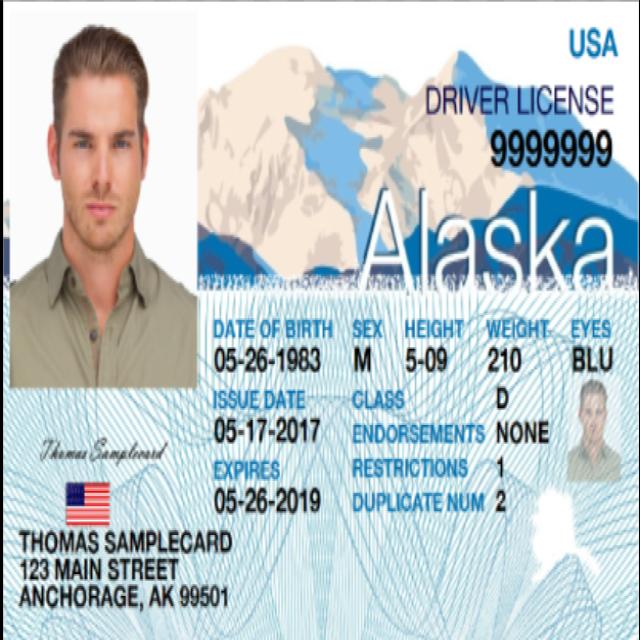 USA
DRIVER LICENSE
9999999
Alaska
DATE OF BIRTH SEX HEIGHT WEIGHT EYES
05-26-1983 M 5-09 210 BLU
ISSUE DATE CLASS D
05-17-2017 ENDORSEMENTS NONE
EXPIRES RESTRICTIONS 1
05-26-2019 DUPLICATE NUM 2
Thomas Samplecard
THOMAS SAMPLECARD
123 MAIN STREET
ANCHORAGE, AK 99501